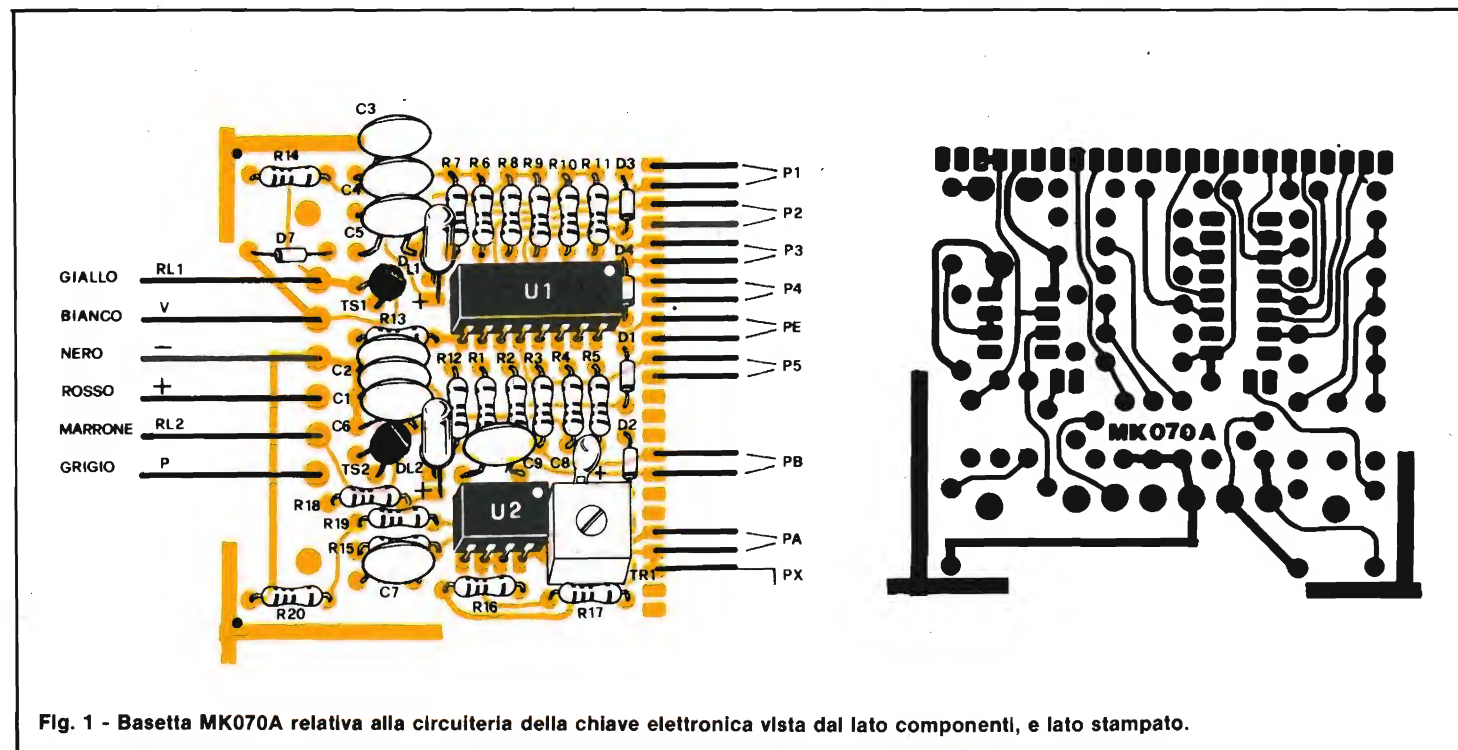 C3
R14
C4
R7 R6 R8 R9 R10 R11 D3
P1
P2
C5
D7
DL1
D4
P3
GIALLO RL1
TS1
+
U1
P4
BIANCO V
R13
PE
NERO –
C2
R12 R1 R2 R3 R4 R5
D1
P5
ROSSO +
C1
MARRONE RL2
C6
D2
GRIGIO P
TS2
DL2
+
C9
C8
+
PB
R18
R19
U2
R15
PA
TR1
PX
C7
R20
R16
R17
MK070A
Fig. 1 - Basetta MK070A relativa alla circuiteria della chiave elettronica vista dal lato componenti, e lato stampato.